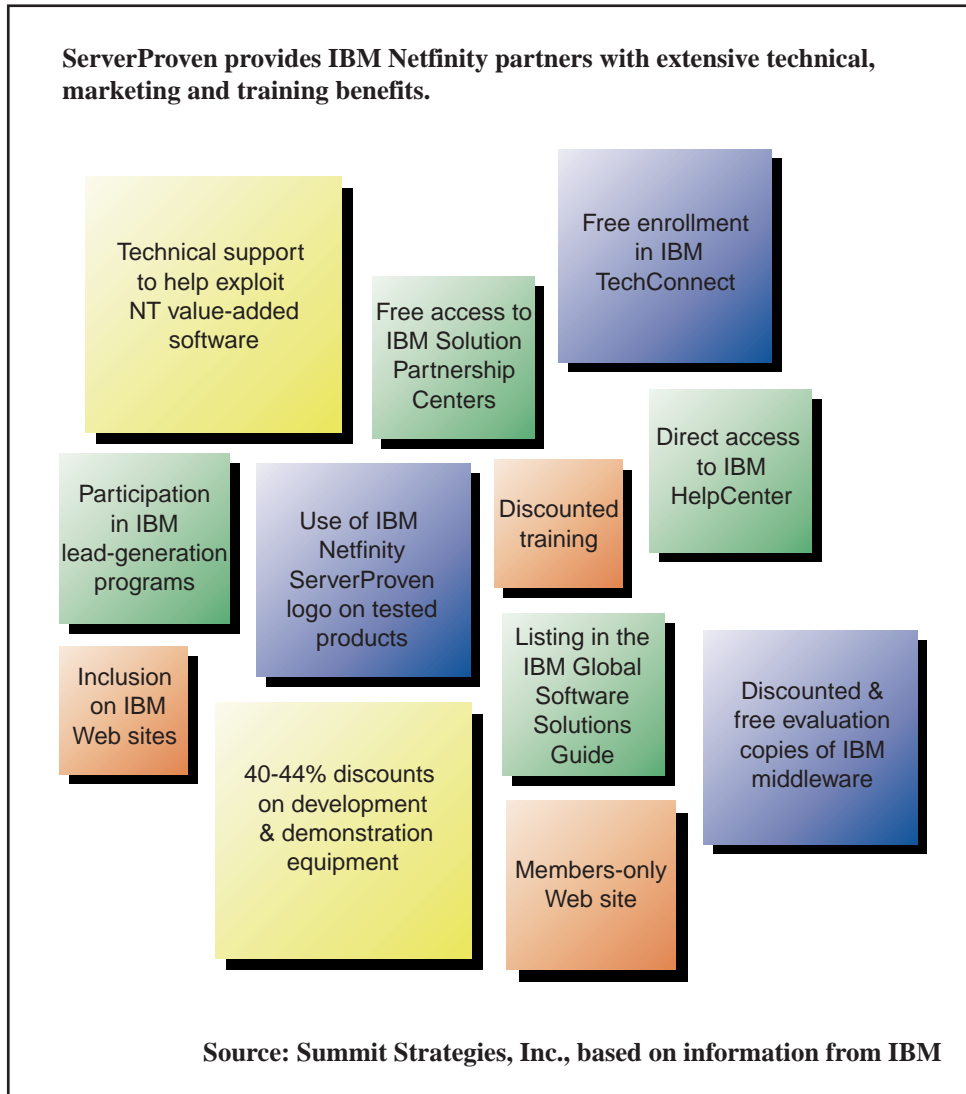 ServerProven provides IBM Netfinity partners with extensive technical,
marketing and training benefits.
Technical support
to help exploit
NT value-added
software
Free access to
IBM Solution
Partnership
Centers
Free enrollment
in IBM
TechConnect
Direct access
to IBM
HelpCenter
Participation
in IBM
lead-generation
programs
Use of IBM
Netfinity
ServerProven
logo on tested
products
Discounted
training
Inclusion
on IBM
Web sites
40-44% discounts
on development
& demonstration
equipment
Listing in the
IBM Global
Software
Solutions
Guide
Discounted &
free evaluation
copies of IBM
middleware
Members-only
Web site
Source: Summit Strategies, Inc., based on information from IBM